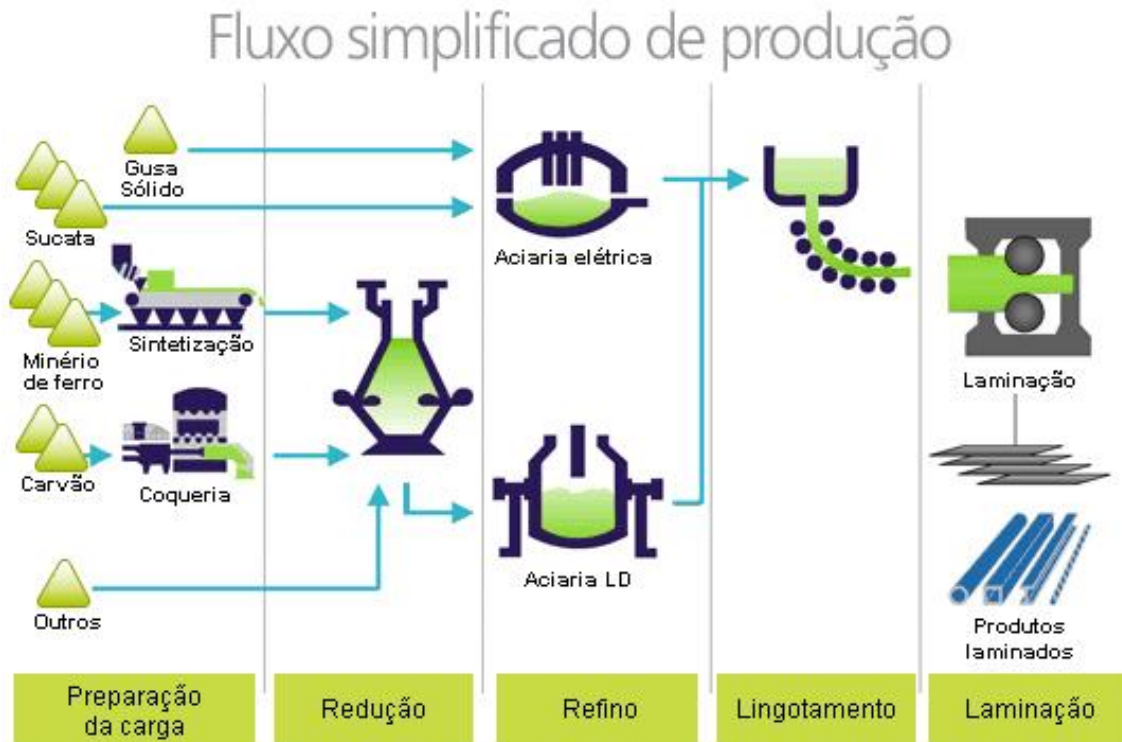 Fluxo simplificado de produção
Gusa
Sólido
Sucata
Aciaria elétrica
Minério
de ferro
Sintetização
Laminação
Carvão
Coqueria
Aciaria LD
Outros
Produtos
laminados
Preparação
da carga
Redução
Refino
Lingotamento
Laminação